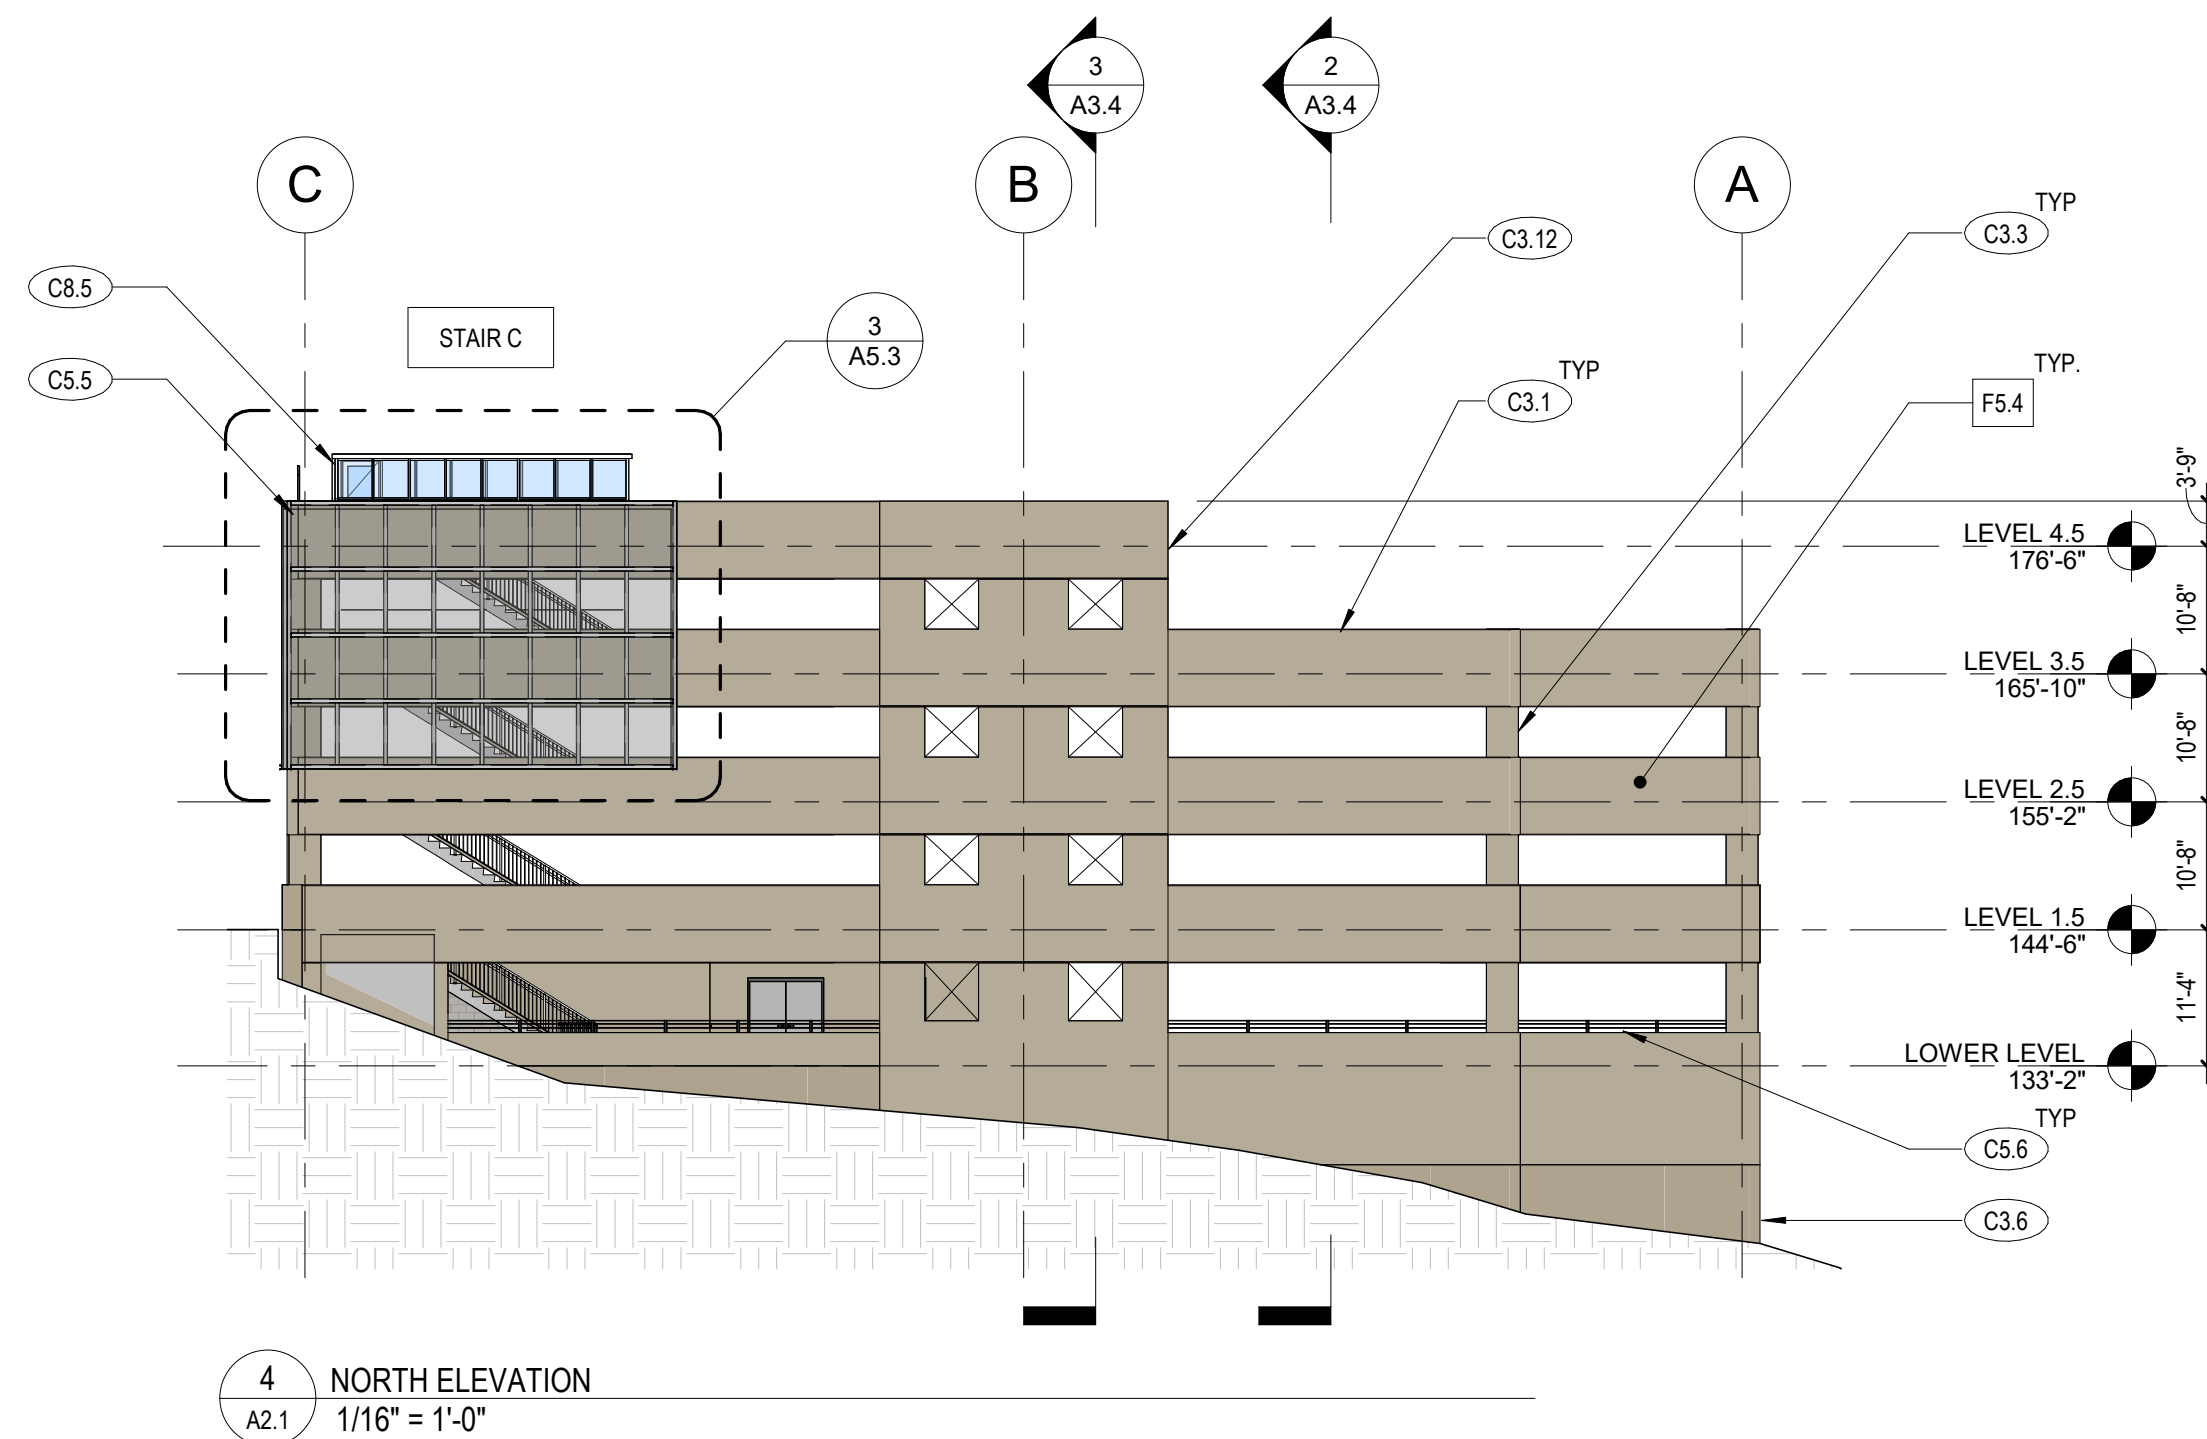 3
A3.4
2
A3.4
C
B
A
TYP
C3.3
C3.12
C8.5
STAIR C
3
A5.3
C5.5
TYP
C3.1
TYP.
F5.4
3'-9"
LEVEL 4.5
176'-6"
10'-8"
LEVEL 3.5
165'-10"
10'-8"
LEVEL 2.5
155'-2"
10'-8"
LEVEL 1.5
144'-6"
11'-4"
LOWER LEVEL
133'-2"
TYP
C5.6
C3.6
4
A2.1
NORTH ELEVATION
1/16" = 1'-0"